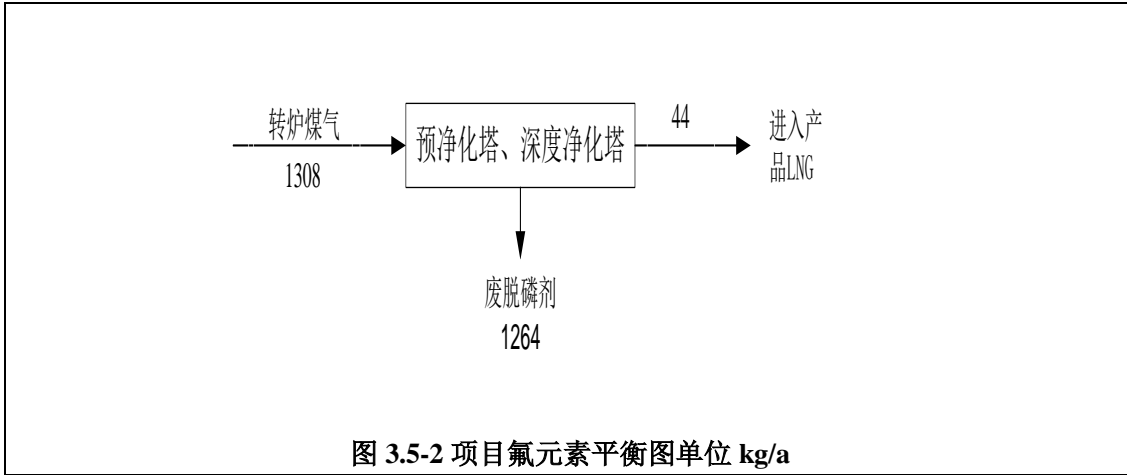 转炉煤气
1308
预净化塔、深度净化塔
44
进入产
品LNG
废脱磷剂
1264
图 3.5-2 项目氟元素平衡图单位 kg/a